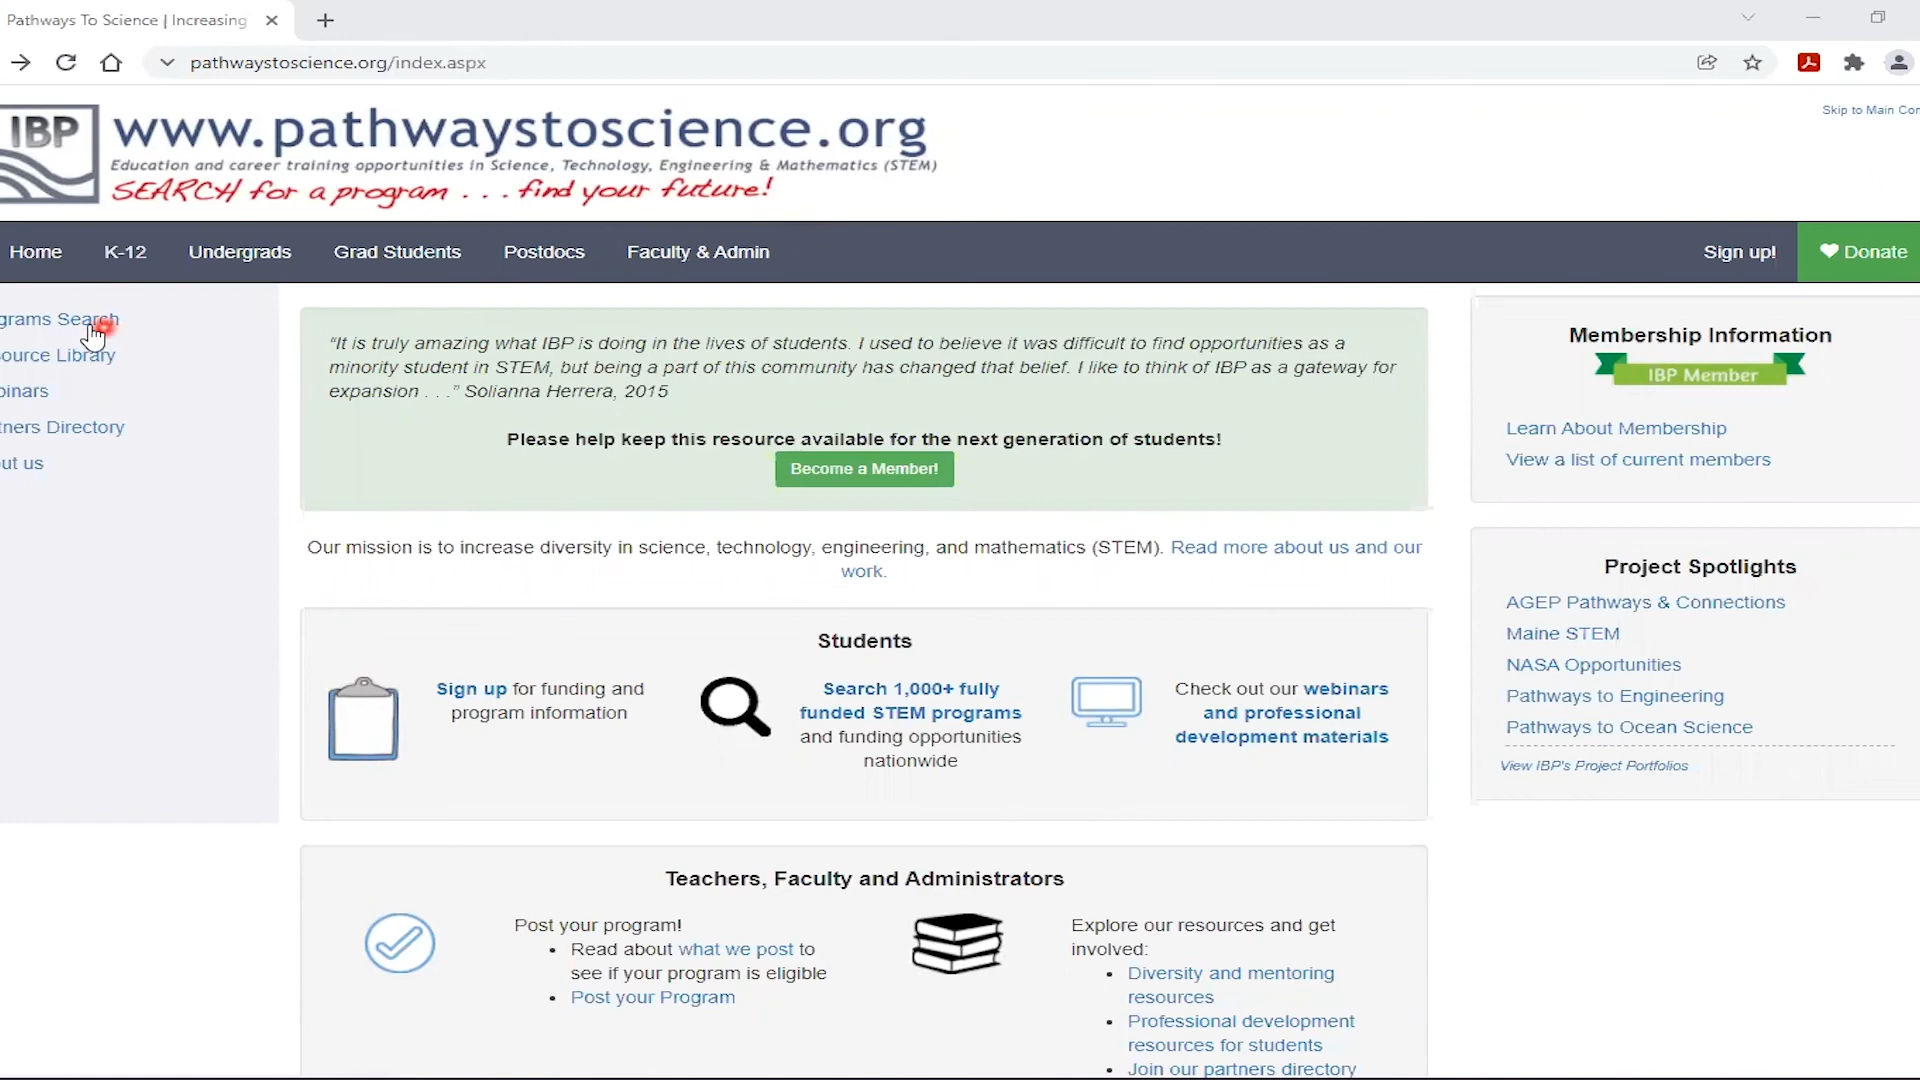 Pathways To Science | Increasing
pathwaystoscience.org/index.aspx
Skip to Main Con
IBP
www.pathwaystoscience.org
Education and career training opportunities in Science, Technology, Engineering & Mathematics (STEM)
SEARCH for a program . . . find your future!
Home K-12 Undergrads Grad Students Postdocs Faculty & Admin Sign up! Donate
grams Search
ource Library
binars
tners Directory
out us
“It is truly amazing what IBP is doing in the lives of students. I used to believe it was difficult to find opportunities as a
minority student in STEM, but being a part of this community has changed that belief. I like to think of IBP as a gateway for
expansion . . .” Solianna Herrera, 2015
Please help keep this resource available for the next generation of students!
Become a Member!
Our mission is to increase diversity in science, technology, engineering, and mathematics (STEM). Read more about us and our
work.
Students
Sign up for funding and
program information
Search 1,000+ fully
funded STEM programs
and funding opportunities
nationwide
Check out our webinars
and professional
development materials
Teachers, Faculty and Administrators
Post your program!
• Read about what we post to
see if your program is eligible
• Post your Program
Explore our resources and get
involved:
• Diversity and mentoring
resources
• Professional development
resources for students
• Join our partners directory
Membership Information
IBP Member
Learn About Membership
View a list of current members
Project Spotlights
AGEP Pathways & Connections
Maine STEM
NASA Opportunities
Pathways to Engineering
Pathways to Ocean Science
View IBP's Project Portfolios